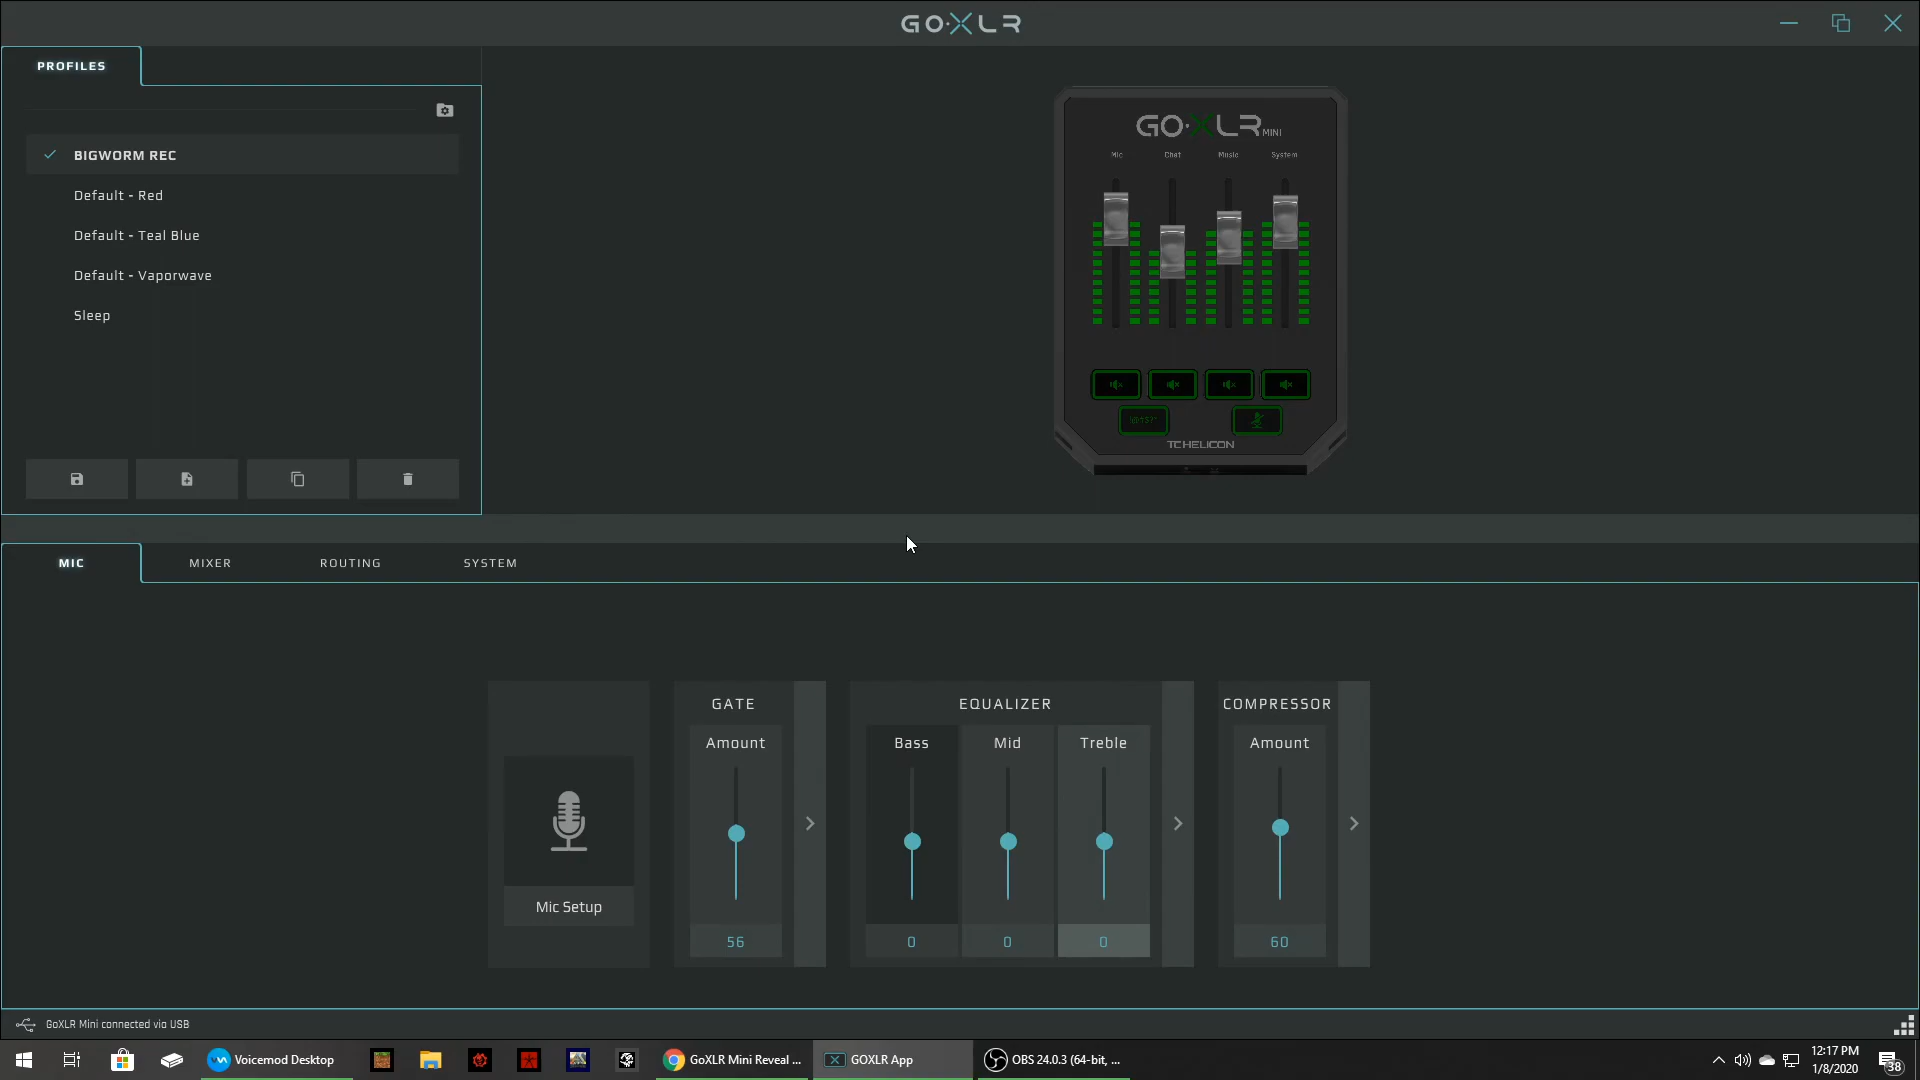 GO·XLR
PROFILES
BIGWORM REC
Default - Red
Default - Teal Blue
Default - Vaporwave
Sleep
GO·XLR MINI
Mic
Chat
Music
System
TC HELICON
MIC
MIXER
ROUTING
SYSTEM
Mic Setup
GATE
Amount
56
EQUALIZER
Bass
Mid
Treble
0
0
0
COMPRESSOR
Amount
60
GoXLR Mini connected via USB
Voicemod Desktop
GoXLR Mini Reveal ...
GOXLR App
OBS 24.0.3 (64-bit, ...
12:17 PM
1/8/2020
38